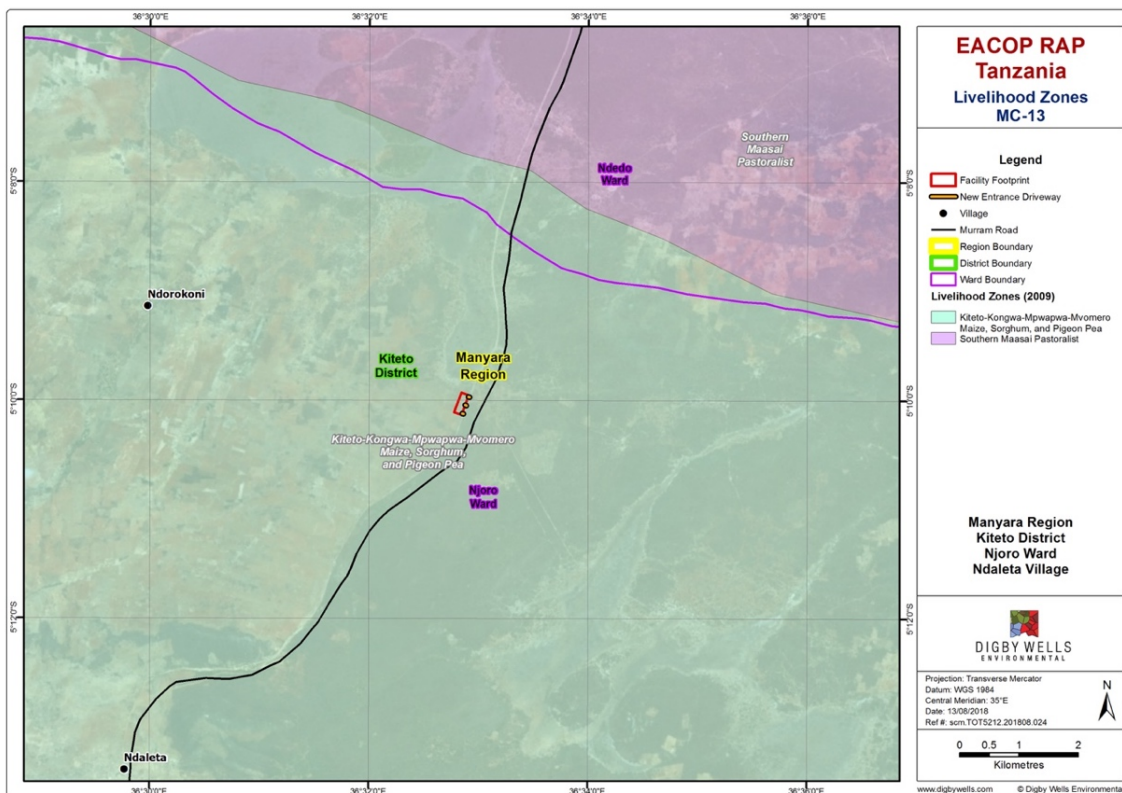 36°30'0"E 36°32'0"E 36°34'0"E 36°36'0"E
5°8'0"S
5°10'0"S
5°12'0"S
Southern
Maasai
Pastoralist
Ndedo
Ward
Ndorokoni
Kiteto
District
Manyara
Region
Kiteto-Kongwa-Mpwapwa-Mvomero
Maize, Sorghum,
and Pigeon Pea
Njoro
Ward
Ndaleta
5°8'0"S
5°10'0"S
5°12'0"S
36°30'0"E 36°32'0"E 36°34'0"E 36°36'0"E
EACOP RAP
Tanzania
Livelihood Zones
MC-13
Legend
Facility Footprint
New Entrance Driveway
Village
Murram Road
Region Boundary
District Boundary
Ward Boundary
Livelihood Zones (2009)
Kiteto-Kongwa-Mpwapwa-Mvomero
Maize, Sorghum, and Pigeon Pea
Southern Maasai Pastoralist
Manyara Region
Kiteto District
Njoro Ward
Ndaleta Village
DIGBY WELLS
ENVIRONMENTAL
Projection: Transverse Mercator
Datum: WGS 1984
Central Meridian: 35°E
Date: 13/08/2018
Ref #: scm.TOT5212.201808.024
N
0 0.5 1 2
Kilometres
www.digbywells.com © Digby Wells Environmental